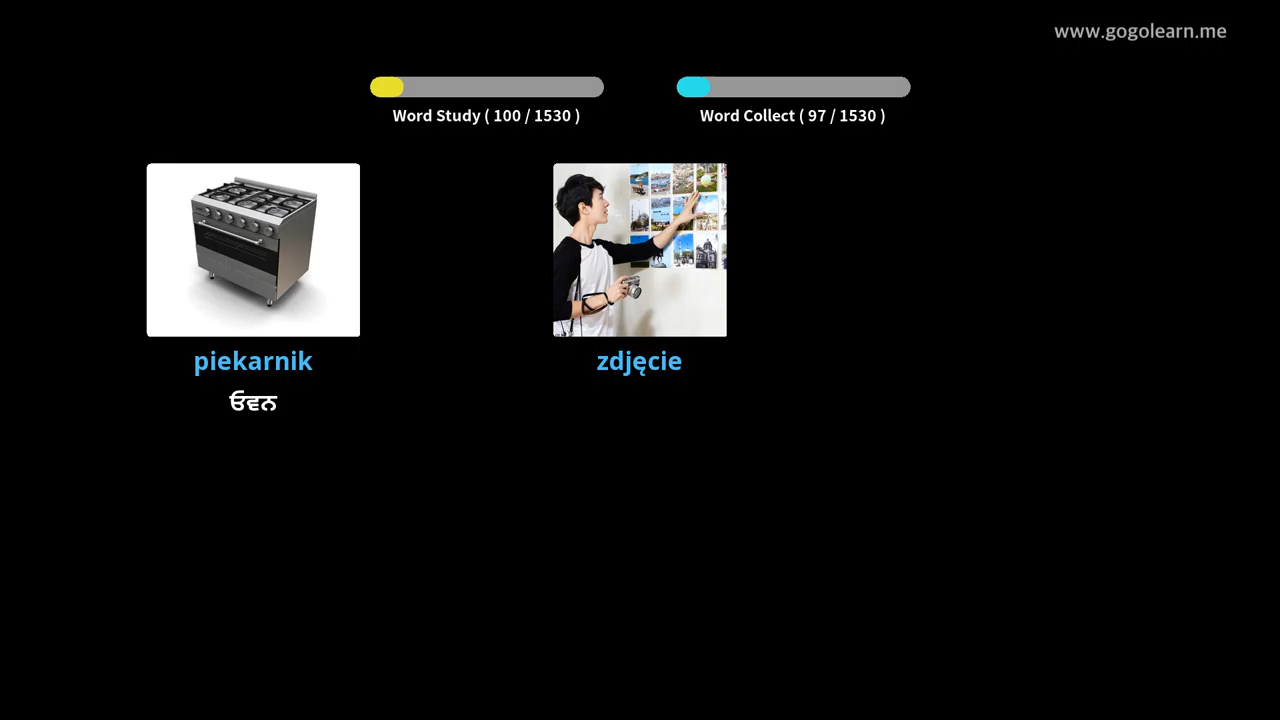 www.gogolearn.me
Word Study ( 100 / 1530 )
Word Collect ( 97 / 1530 )
piekarnik
zdjęcie
ਓਵਨ